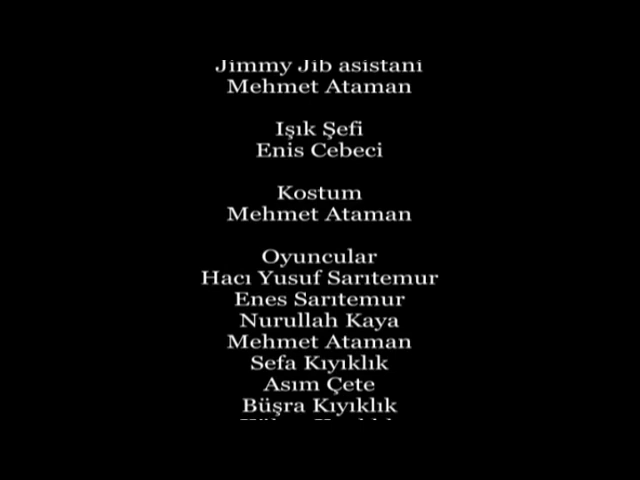 Jimmy Jib asistani
Mehmet Ataman
Işık Şefi
Enis Cebeci
Kostum
Mehmet Ataman
Oyuncular
Hacı Yusuf Sarıtemur
Enes Sarıtemur
Nurullah Kaya
Mehmet Ataman
Sefa Kıyıklık
Asım Çete
Büşra Kıyıklık